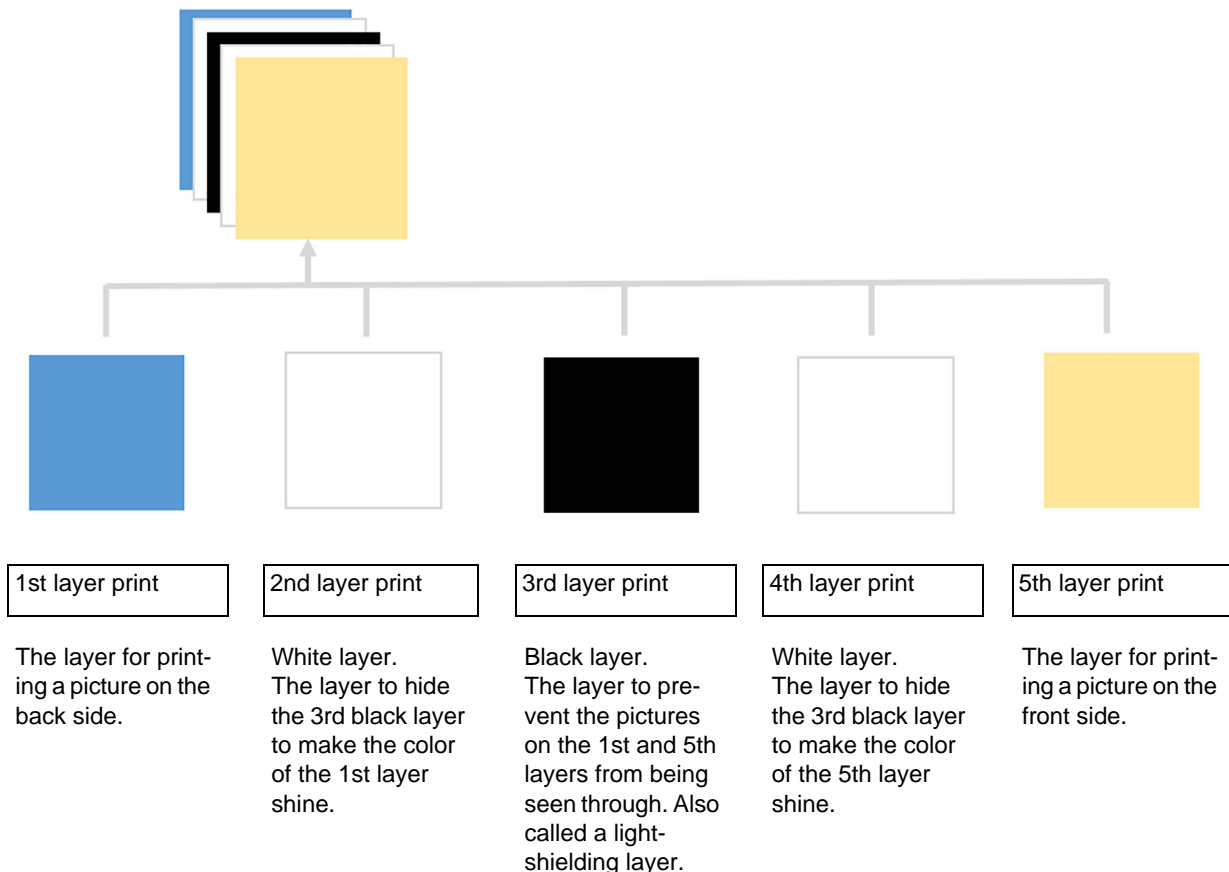 1st layer print
2nd layer print
3rd layer print
4th layer print
5th layer print
The layer for print-
ing a picture on the
back side.
White layer.
The layer to hide
the 3rd black layer
to make the color
of the 1st layer
shine.
Black layer.
The layer to pre-
vent the pictures
on the 1st and 5th
layers from being
seen through. Also
called a light-
shielding layer.
White layer.
The layer to hide
the 3rd black layer
to make the color
of the 5th layer
shine.
The layer for print-
ing a picture on the
front side.